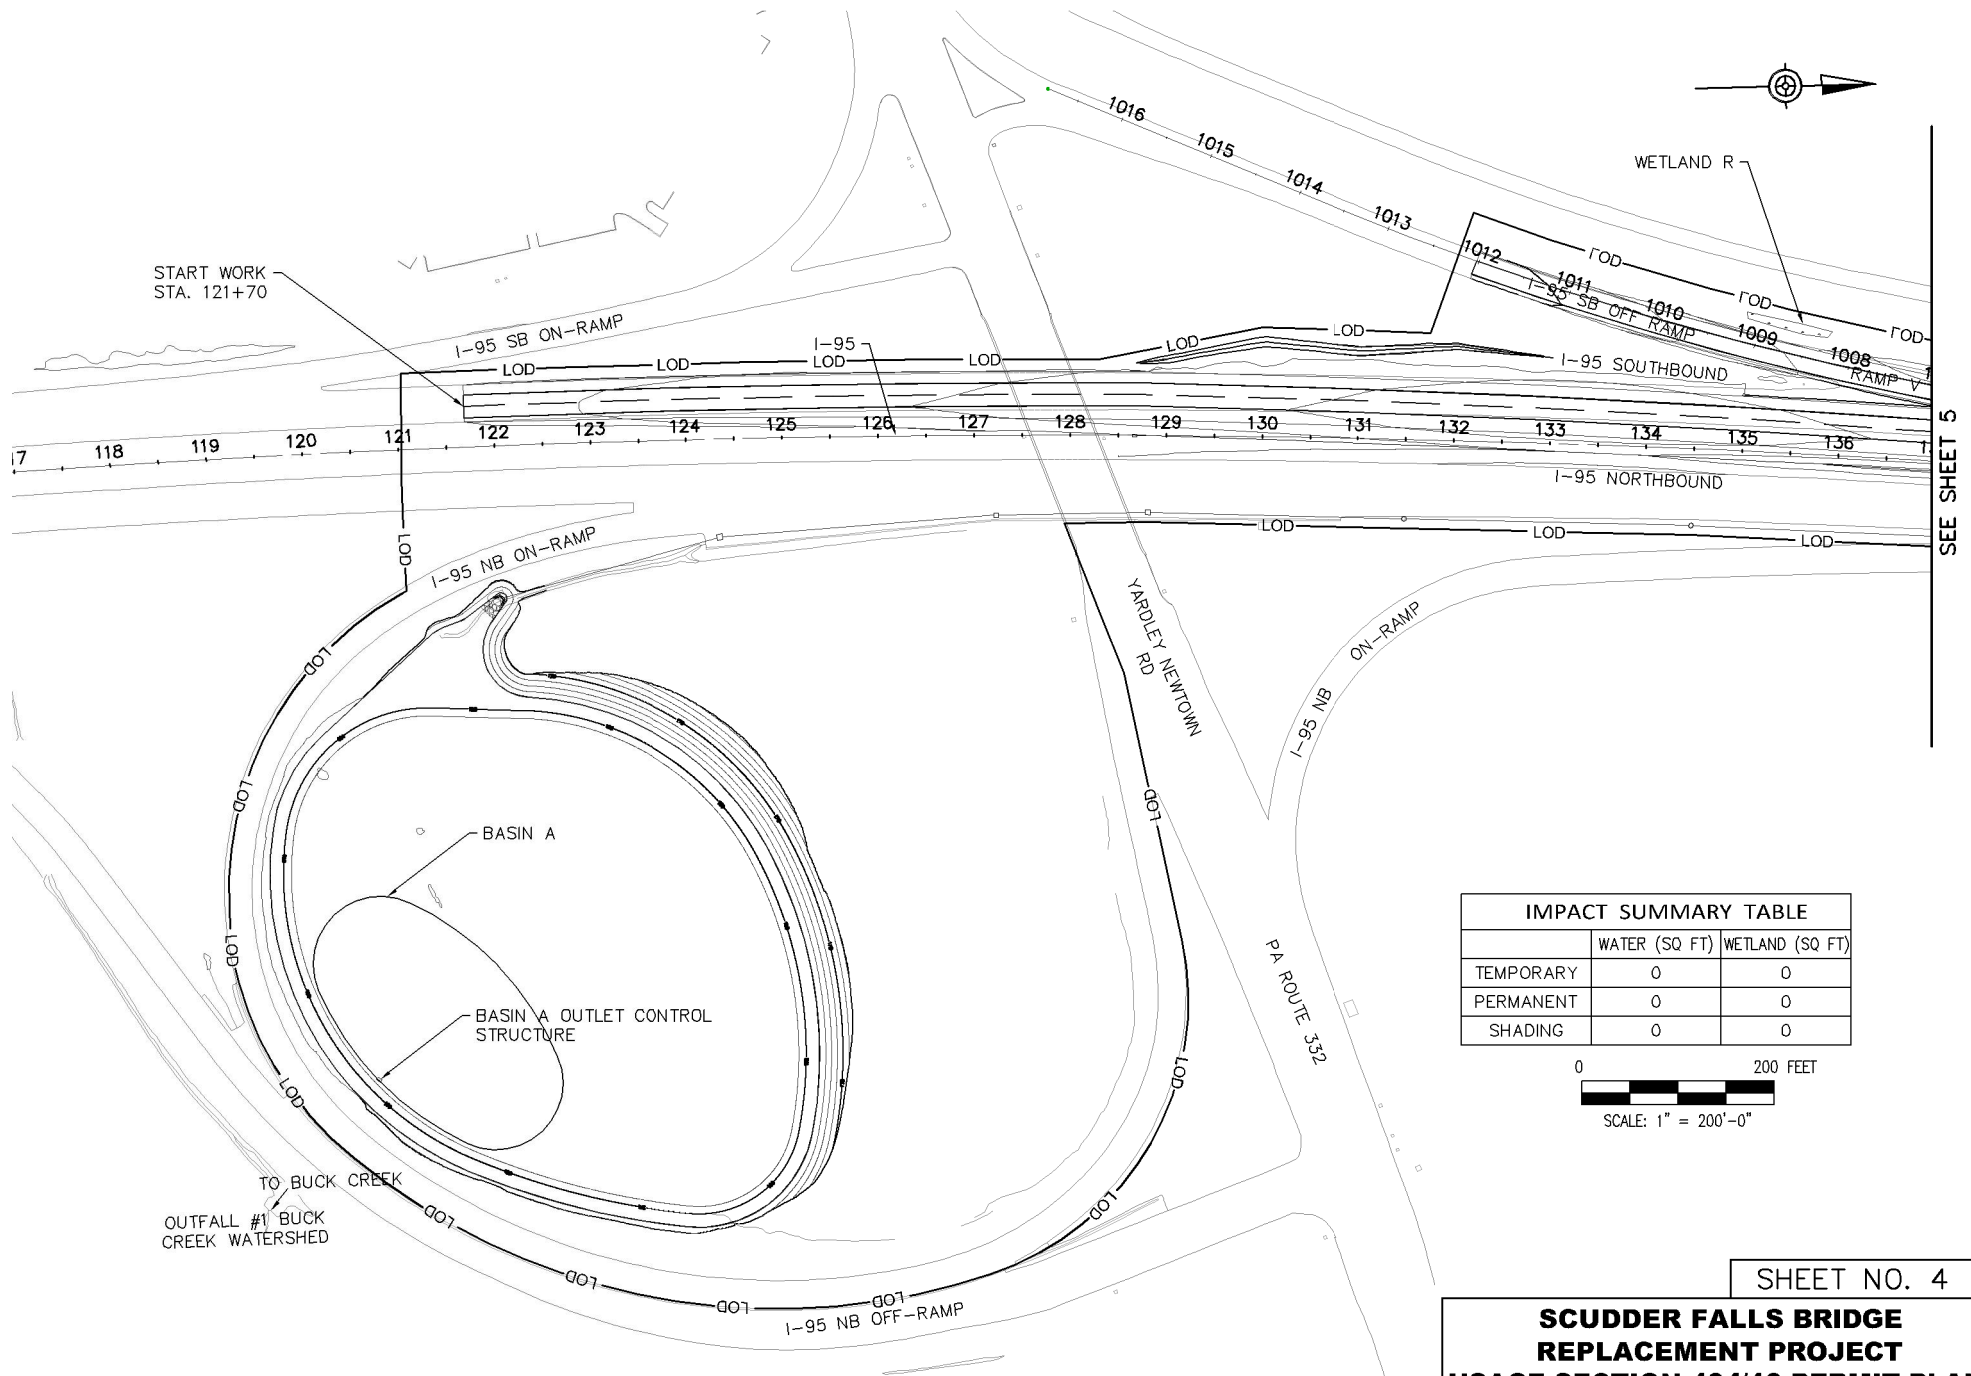 1016
1015
1014
1013
1012
1011
1010
1009
1008
WETLAND R
LOD
LOD
LOD
START WORK
STA. 121+70
I-95 SB ON-RAMP
I-95
I-95 SB OFF RAMP
RAMP V
I-95 SOUTHBOUND
LOD
LOD
LOD
LOD
LOD
LOD
17
118
119
120
121
122
123
124
125
126
127
128
129
130
131
132
133
134
135
136
I-95 NORTHBOUND
SEE SHEET 5
LOD
LOD
LOD
LOD
I-95 NB ON-RAMP
YARDLEY NEWTOWN
RD
I-95 NB
ON-RAMP
LOD
LOD
LOD
BASIN A
LOD
BASIN A OUTLET CONTROL
STRUCTURE
PA ROUTE 332
LOD
LOD
LOD
TO BUCK CREEK
OUTFALL #1 BUCK
CREEK WATERSHED
LOD
LOD
LOD
LOD
I-95 NB OFF-RAMP
IMPACT SUMMARY TABLE
WATER (SQ FT) WETLAND (SQ FT)
TEMPORARY 0 0
PERMANENT 0 0
SHADING 0 0
0 200 FEET
SCALE: 1" = 200'-0"
SHEET NO. 4
SCUDDER FALLS BRIDGE
REPLACEMENT PROJECT